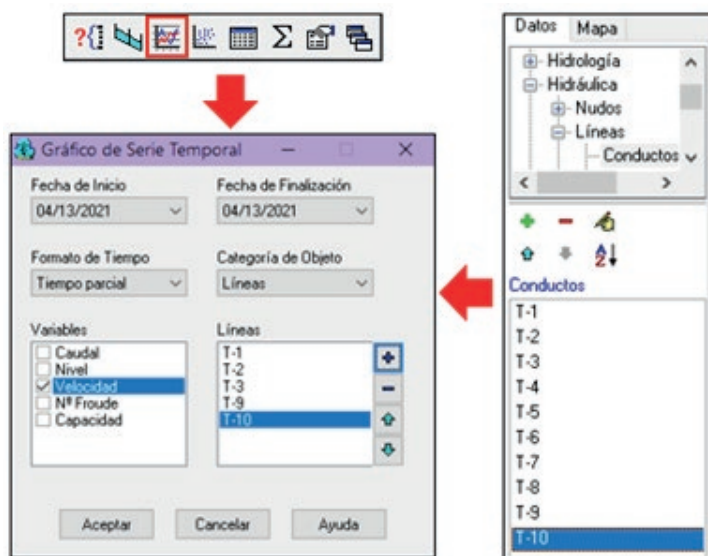 ?{
Σ
Gráfico de Serie Temporal
Fecha de Inicio
Fecha de Finalización
04/13/2021
04/13/2021
Formato de Tiempo
Categoría de Objeto
Tiempo parcial
Líneas
Variables
Líneas
Caudal
Nivel
Velocidad
Nº Froude
Capacidad
T-1
T-2
T-3
T-9
T-10
Aceptar
Cancelar
Ayuda
Datos
Mapa
Hidrología
Hidráulica
Nudos
Líneas
Conductos
A
Z
Conductos
T-1
T-2
T-3
T-4
T-5
T-6
T-7
T-8
T-9
T-10